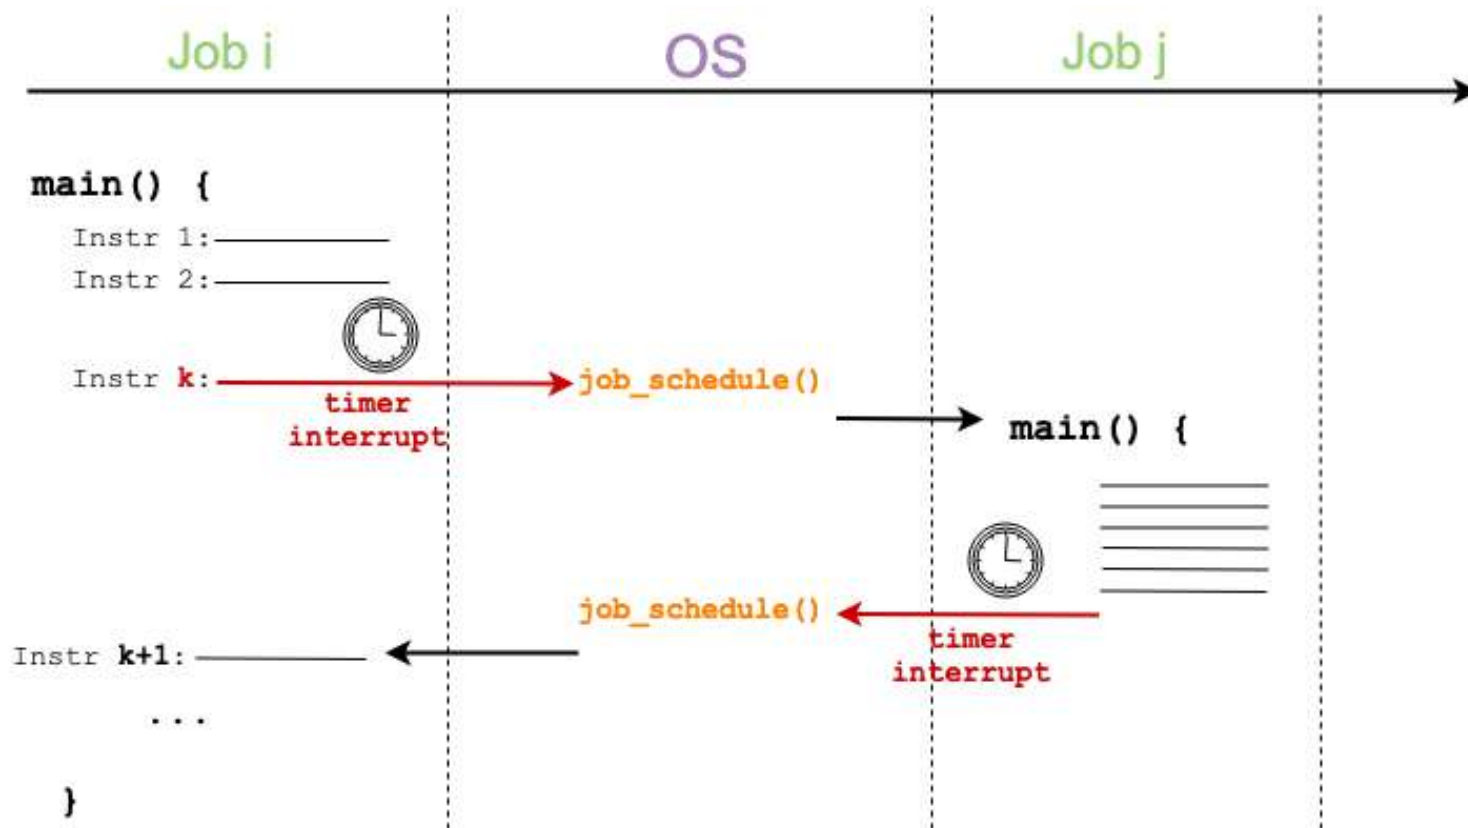 Job i
OS
Job j
main() {
Instr 1:
Instr 2:
Instr k:
timer
interrupt
job_schedule()
main() {
job_schedule()
timer
interrupt
Instr k+1:
...
}